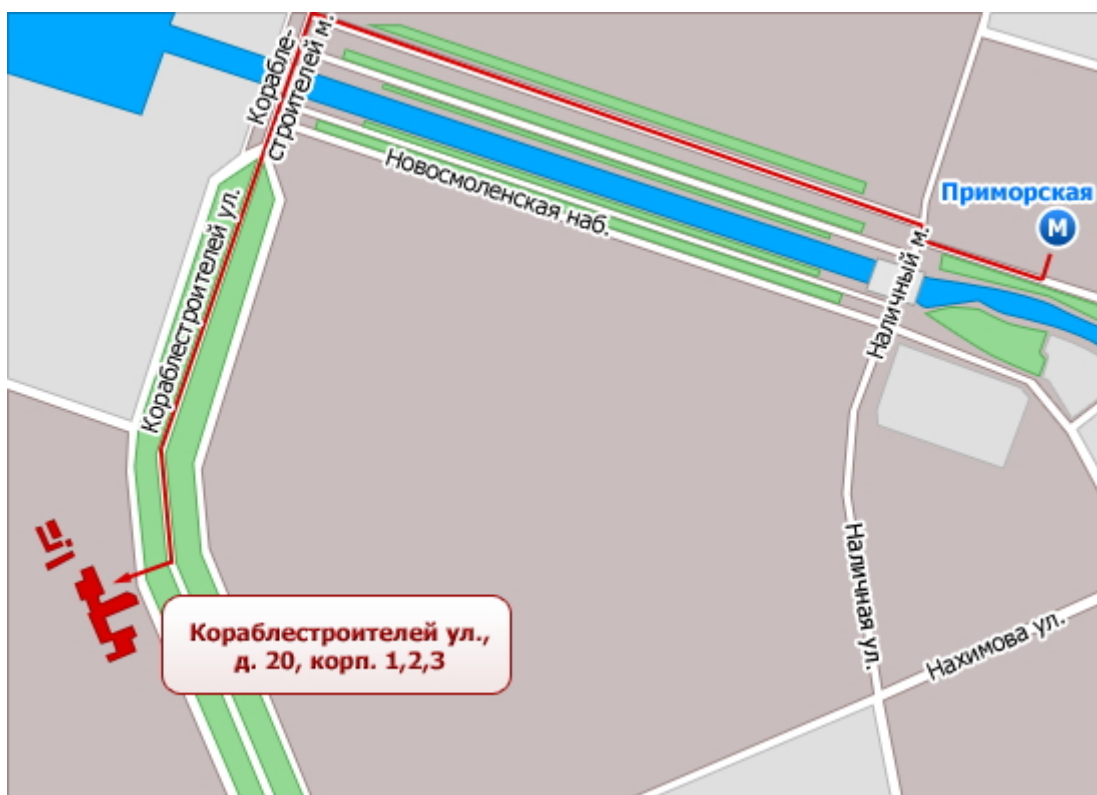 Корабле-
строителей м.
Приморская
М
Новосмоленская наб.
Кораблестроителей ул.
Наличный м.
Наличная ул.
Нахимова ул.
Кораблестроителей ул.,
д. 20, корп. 1,2,3